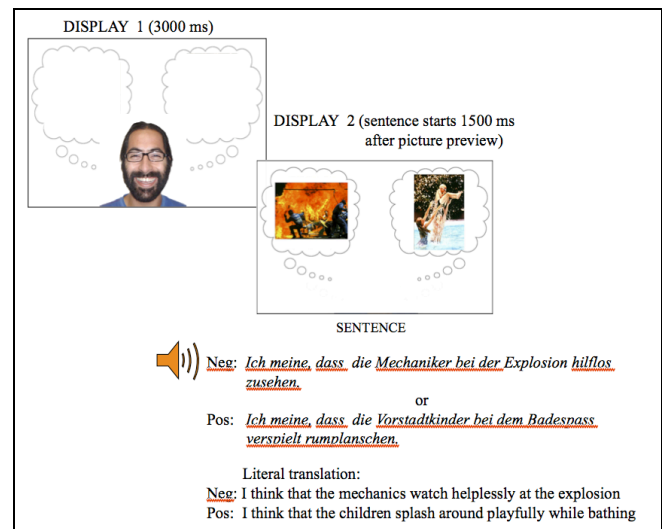 DISPLAY 1 (3000 ms)
DISPLAY 2 (sentence starts 1500 ms
after picture preview)
SENTENCE
Neg: Ich meine, dass die Mechaniker bei der Explosion hilflos
zusehen.
or
Pos: Ich meine, dass die Vorstadtkinder bei dem Badespass
verspielt rumplanschen.
Literal translation:
Neg: I think that the mechanics watch helplessly at the explosion
Pos: I think that the children splash around playfully while bathing